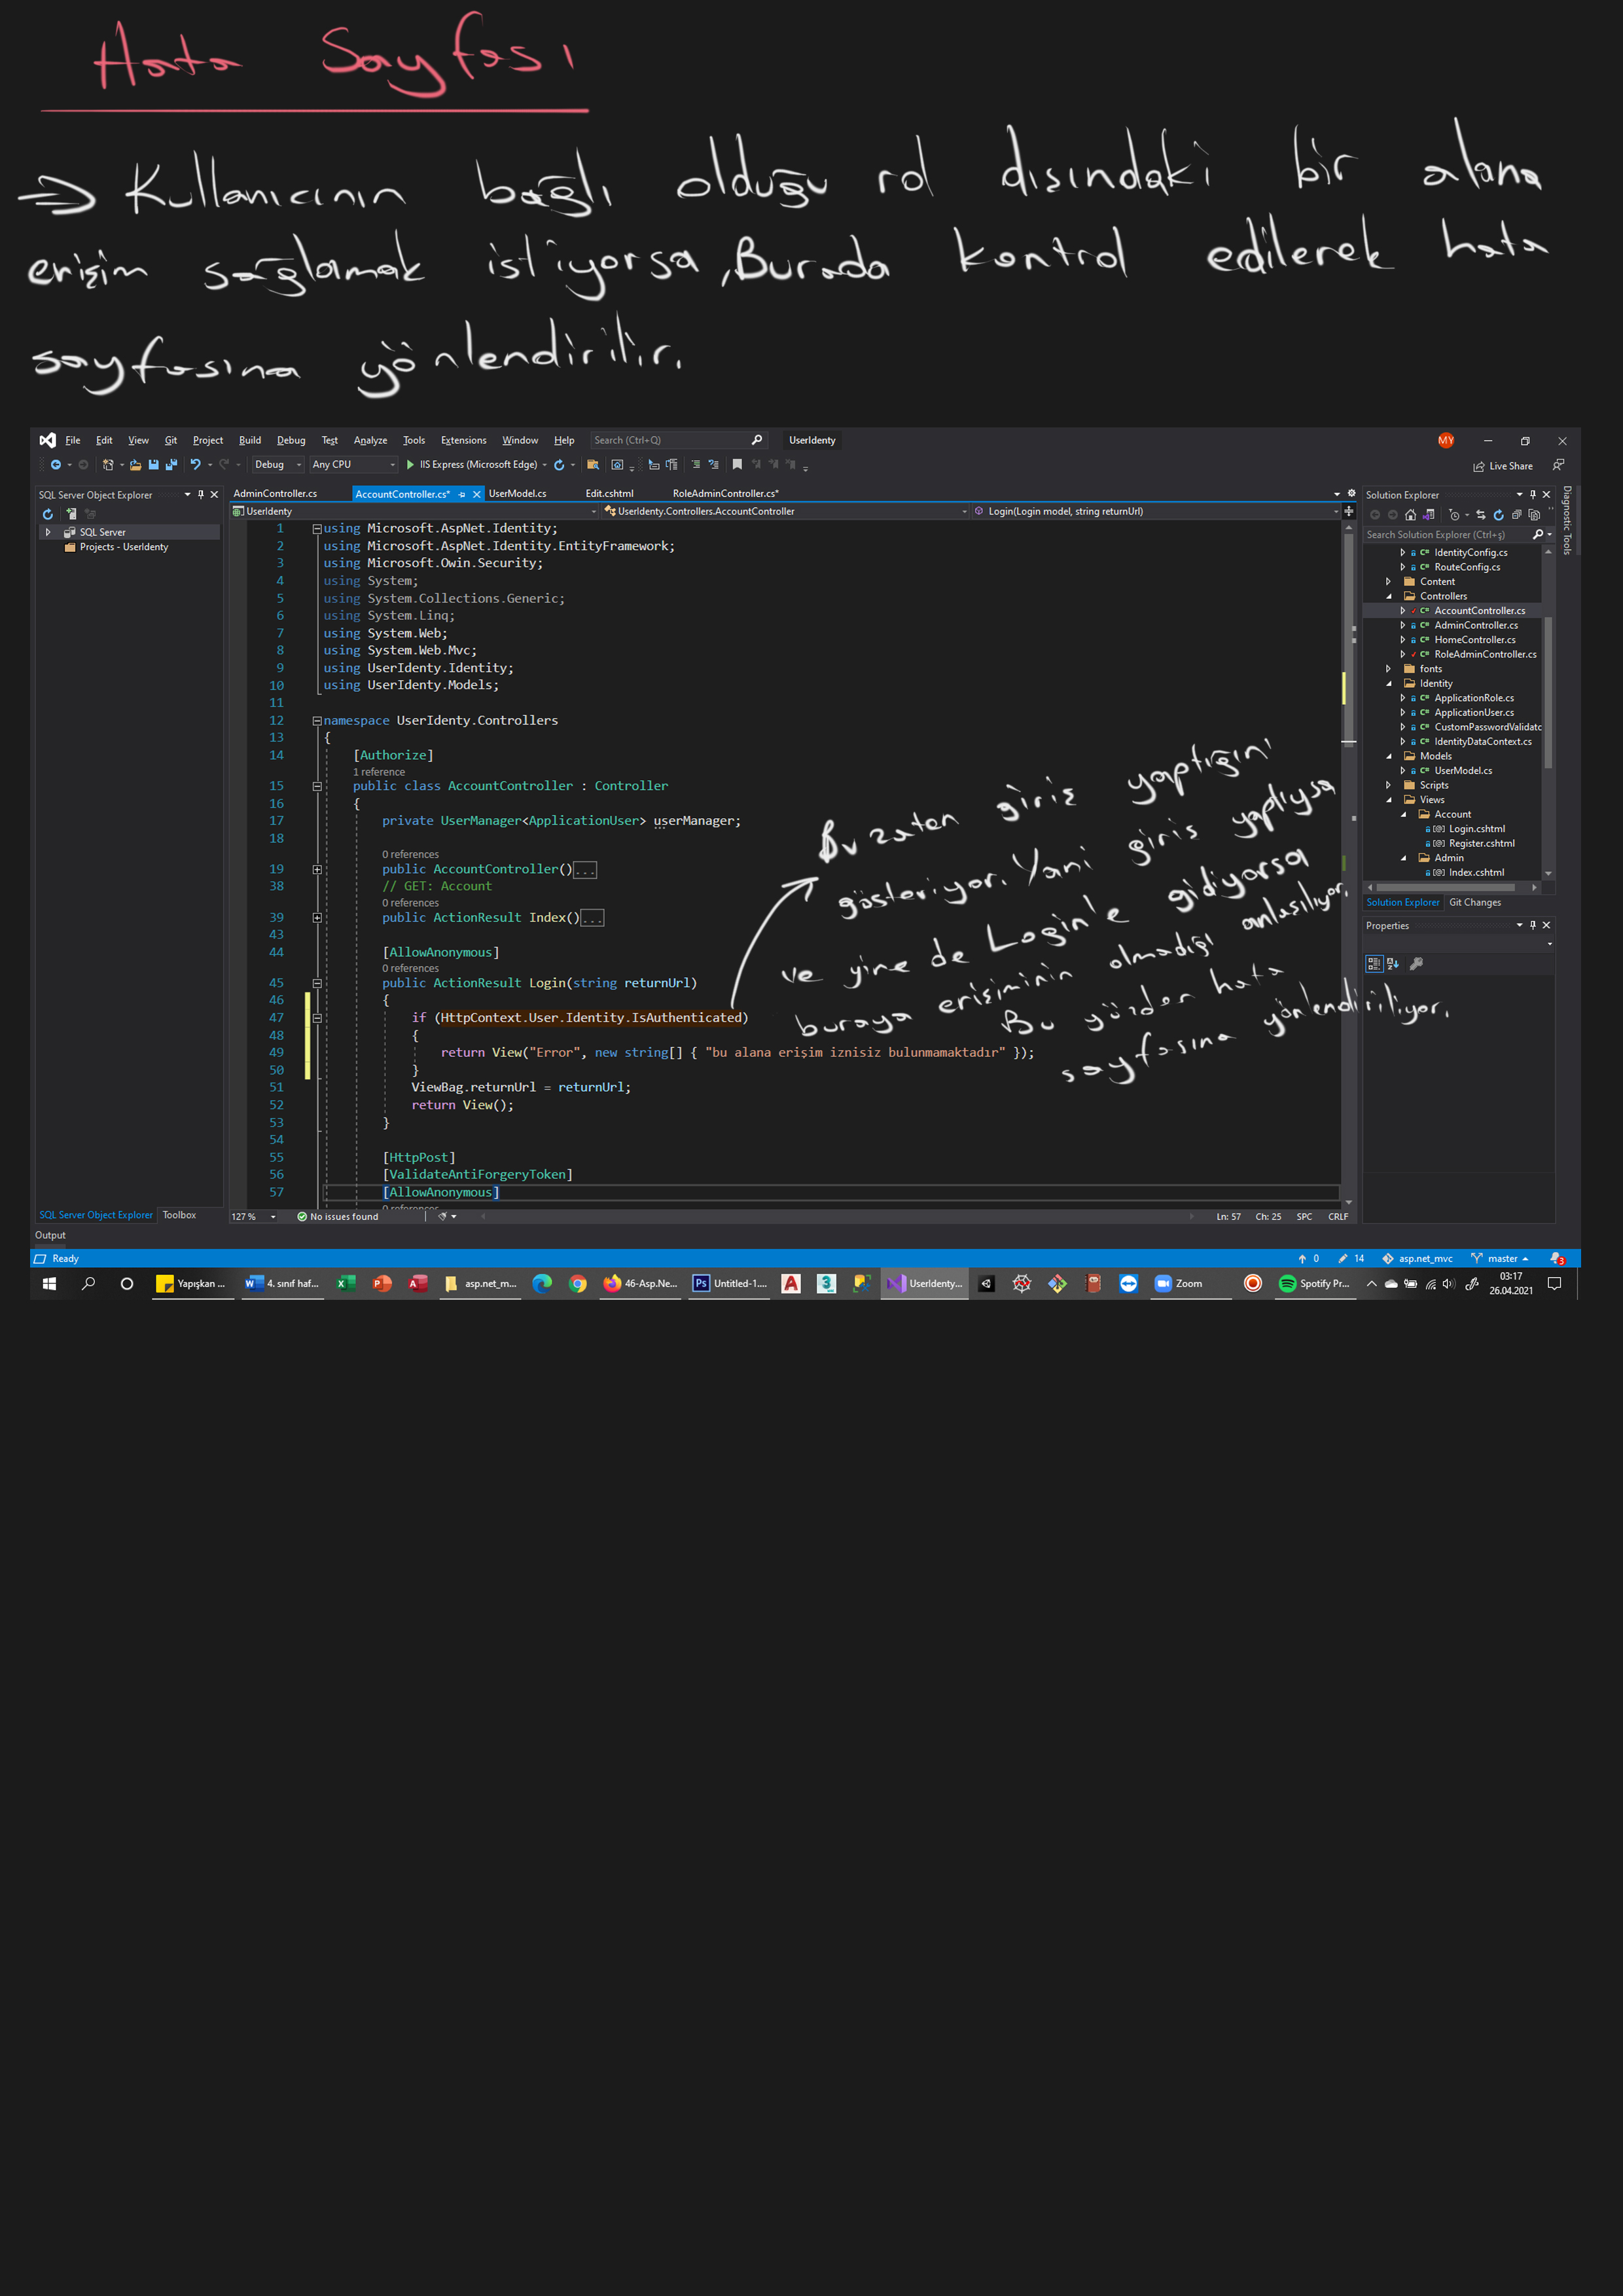 Hata Sayfası
⇒ Kullanıcının bağlı olduğu rol dışındaki bir alana
erişim sağlamak istiyorsa, Burada kontrol edilerek hata
sayfasına yönlendirilir.
File Edit View Git Project Build Debug Test Analyze Tools Extensions Window Help Search (Ctrl+Q) UserIdenty MY
Debug Any CPU IIS Express (Microsoft Edge) Live Share
SQL Server Object Explorer
SQL Server
Projects - UserIdenty
AdminController.cs AccountController.cs* UserModel.cs Edit.cshtml RoleAdminController.cs*
UserIdenty UserIdenty.Controllers.AccountController Login(Login model, string returnUrl)
1 using Microsoft.AspNet.Identity;
2 using Microsoft.AspNet.Identity.EntityFramework;
3 using Microsoft.Owin.Security;
4 using System;
5 using System.Collections.Generic;
6 using System.Linq;
7 using System.Web;
8 using System.Web.Mvc;
9 using UserIdenty.Identity;
10 using UserIdenty.Models;
11
12 namespace UserIdenty.Controllers
13 {
14 [Authorize]
1 reference
15 public class AccountController : Controller
16 {
17 private UserManager<ApplicationUser> userManager;
18
0 references
19 public AccountController()...
38 // GET: Account
0 references
39 public ActionResult Index()...
43
44 [AllowAnonymous]
0 references
45 public ActionResult Login(string returnUrl)
46 {
47 if (HttpContext.User.Identity.IsAuthenticated)
48 {
49 return View("Error", new string[] { "bu alana erişim iznisiz bulunmamaktadır" });
50 }
51 ViewBag.returnUrl = returnUrl;
52 return View();
53 }
54
55 [HttpPost]
56 [ValidateAntiForgeryToken]
57 [AllowAnonymous]
0 references
Bu zaten giriş yaptığını
gösteriyor. Yani giriş yaptıysa
ve yine de Login'e gidiyorsa
buraya erişiminin olmadığı anlaşılıyor.
Bu yüzden hata
sayfasına yönlendiriliyor.
Solution Explorer
Search Solution Explorer (Ctrl+ş)
IdentityConfig.cs
RouteConfig.cs
Content
Controllers
AccountController.cs
AdminController.cs
HomeController.cs
RoleAdminController.cs
fonts
Identity
ApplicationRole.cs
ApplicationUser.cs
CustomPasswordValidato
IdentityDataContext.cs
Models
UserModel.cs
Scripts
Views
Account
Login.cshtml
Register.cshtml
Admin
Index.cshtml
Solution Explorer Git Changes
Properties
Diagnostic Tools
SQL Server Object Explorer Toolbox
127 % No issues found Ln: 57 Ch: 25 SPC CRLF
Output
Ready 0 14 asp.net_mvc master 3
Yapışkan ... 4. sınıf haf... asp.net_m... 46-Asp.Ne... Untitled-1.... UserIdenty... Zoom Spotify Pr... 03:17
26.04.2021